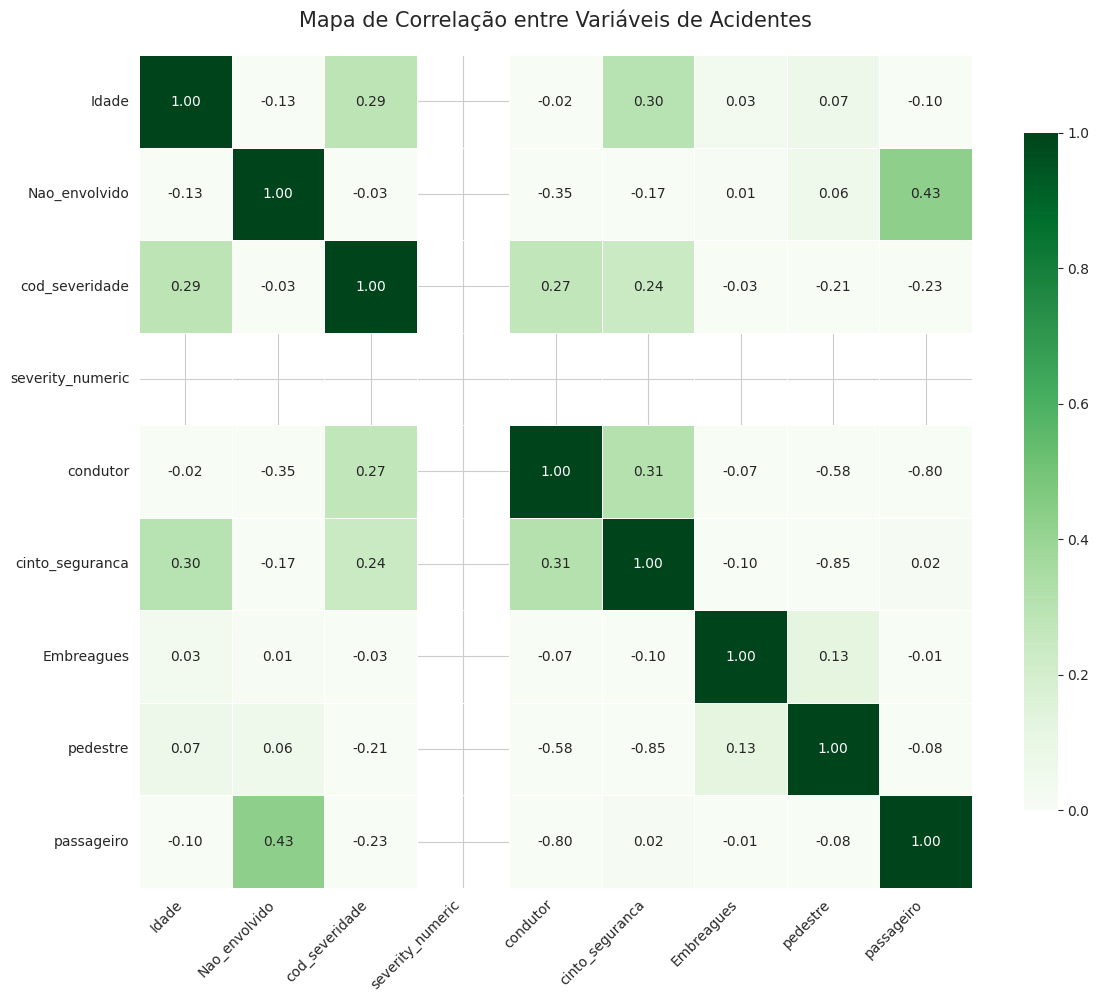 Mapa de Correlação entre Variáveis de Acidentes
Idade 1.00 -0.13 0.29 -0.02 0.30 0.03 0.07 -0.10
Nao_envolvido -0.13 1.00 -0.03 -0.35 -0.17 0.01 0.06 0.43
cod_severidade 0.29 -0.03 1.00 0.27 0.24 -0.03 -0.21 -0.23
severity_numeric
condutor -0.02 -0.35 0.27 1.00 0.31 -0.07 -0.58 -0.80
cinto_seguranca 0.30 -0.17 0.24 0.31 1.00 -0.10 -0.85 0.02
Embreagues 0.03 0.01 -0.03 -0.07 -0.10 1.00 0.13 -0.01
pedestre 0.07 0.06 -0.21 -0.58 -0.85 0.13 1.00 -0.08
passageiro -0.10 0.43 -0.23 -0.80 0.02 -0.01 -0.08 1.00
Idade Nao_envolvido cod_severidade severity_numeric condutor cinto_seguranca Embreagues pedestre passageiro
1.0
0.8
0.6
0.4
0.2
0.0